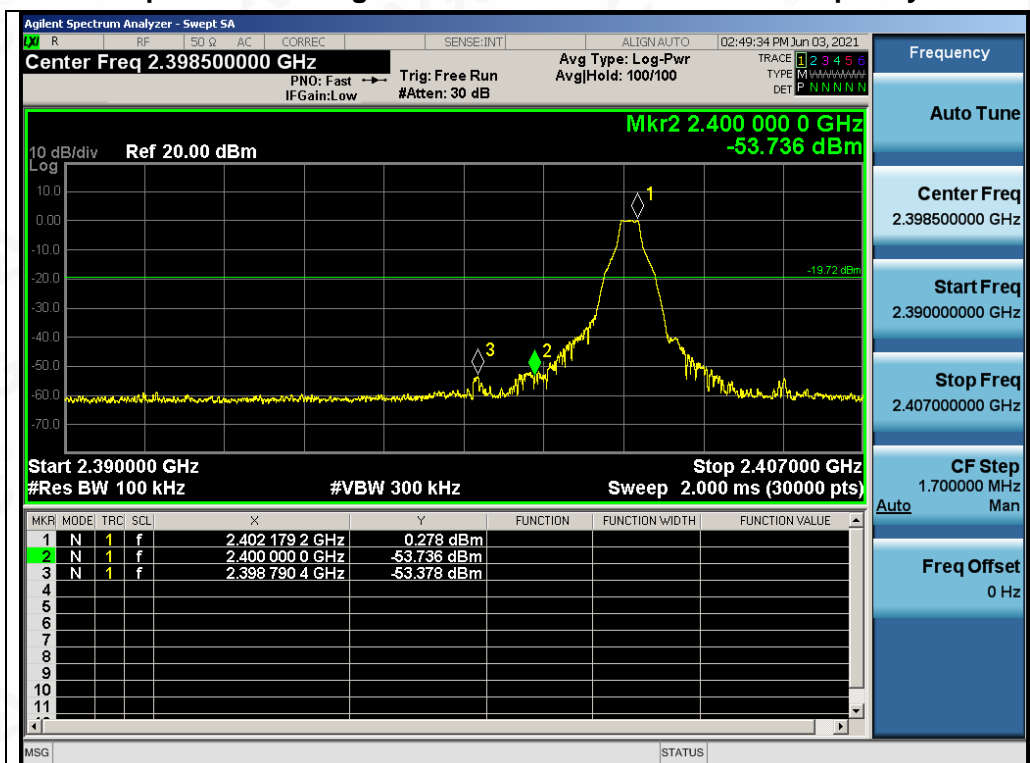 Agilent Spectrum Analyzer - Swept SA
LXI R RF 50 Ω AC CORREC SENSE:INT ALIGN AUTO 02:49:34 PM Jun 03, 2021
Center Freq 2.398500000 GHz
PNO: Fast
IFGain:Low
Trig: Free Run
#Atten: 30 dB
Avg Type: Log-Pwr
Avg|Hold: 100/100
TRACE 1 2 3 4 5 6
TYPE M
DET P N N N N N
Mkr2 2.400 000 0 GHz
-53.736 dBm
10 dB/div Ref 20.00 dBm
Log
10.0
0.00
-10.0
-20.0
-30.0
-40.0
-50.0
-60.0
-70.0
1
-19.72 dBm
3
2
Start 2.390000 GHz Stop 2.407000 GHz
#Res BW 100 kHz #VBW 300 kHz Sweep 2.000 ms (30000 pts)
MKR MODE TRC SCL X Y FUNCTION FUNCTION WIDTH FUNCTION VALUE
1 N 1 f 2.402 179 2 GHz 0.278 dBm
2 N 1 f 2.400 000 0 GHz -53.736 dBm
3 N 1 f 2.398 790 4 GHz -53.378 dBm
4
5
6
7
8
9
10
11
MSG STATUS
Frequency
Auto Tune
Center Freq
2.398500000 GHz
Start Freq
2.390000000 GHz
Stop Freq
2.407000000 GHz
CF Step
1.700000 MHz
Auto Man
Freq Offset
0 Hz